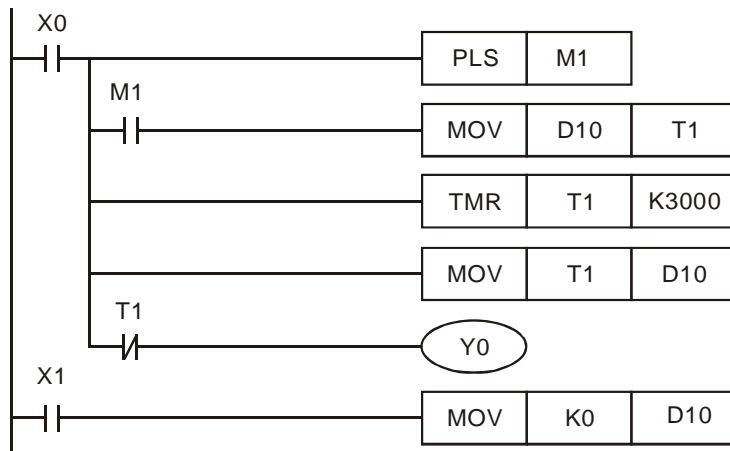 X0
PLS M1
M1
MOV D10 T1
TMR T1 K3000
MOV T1 D10
T1
Y0
X1
MOV K0 D10